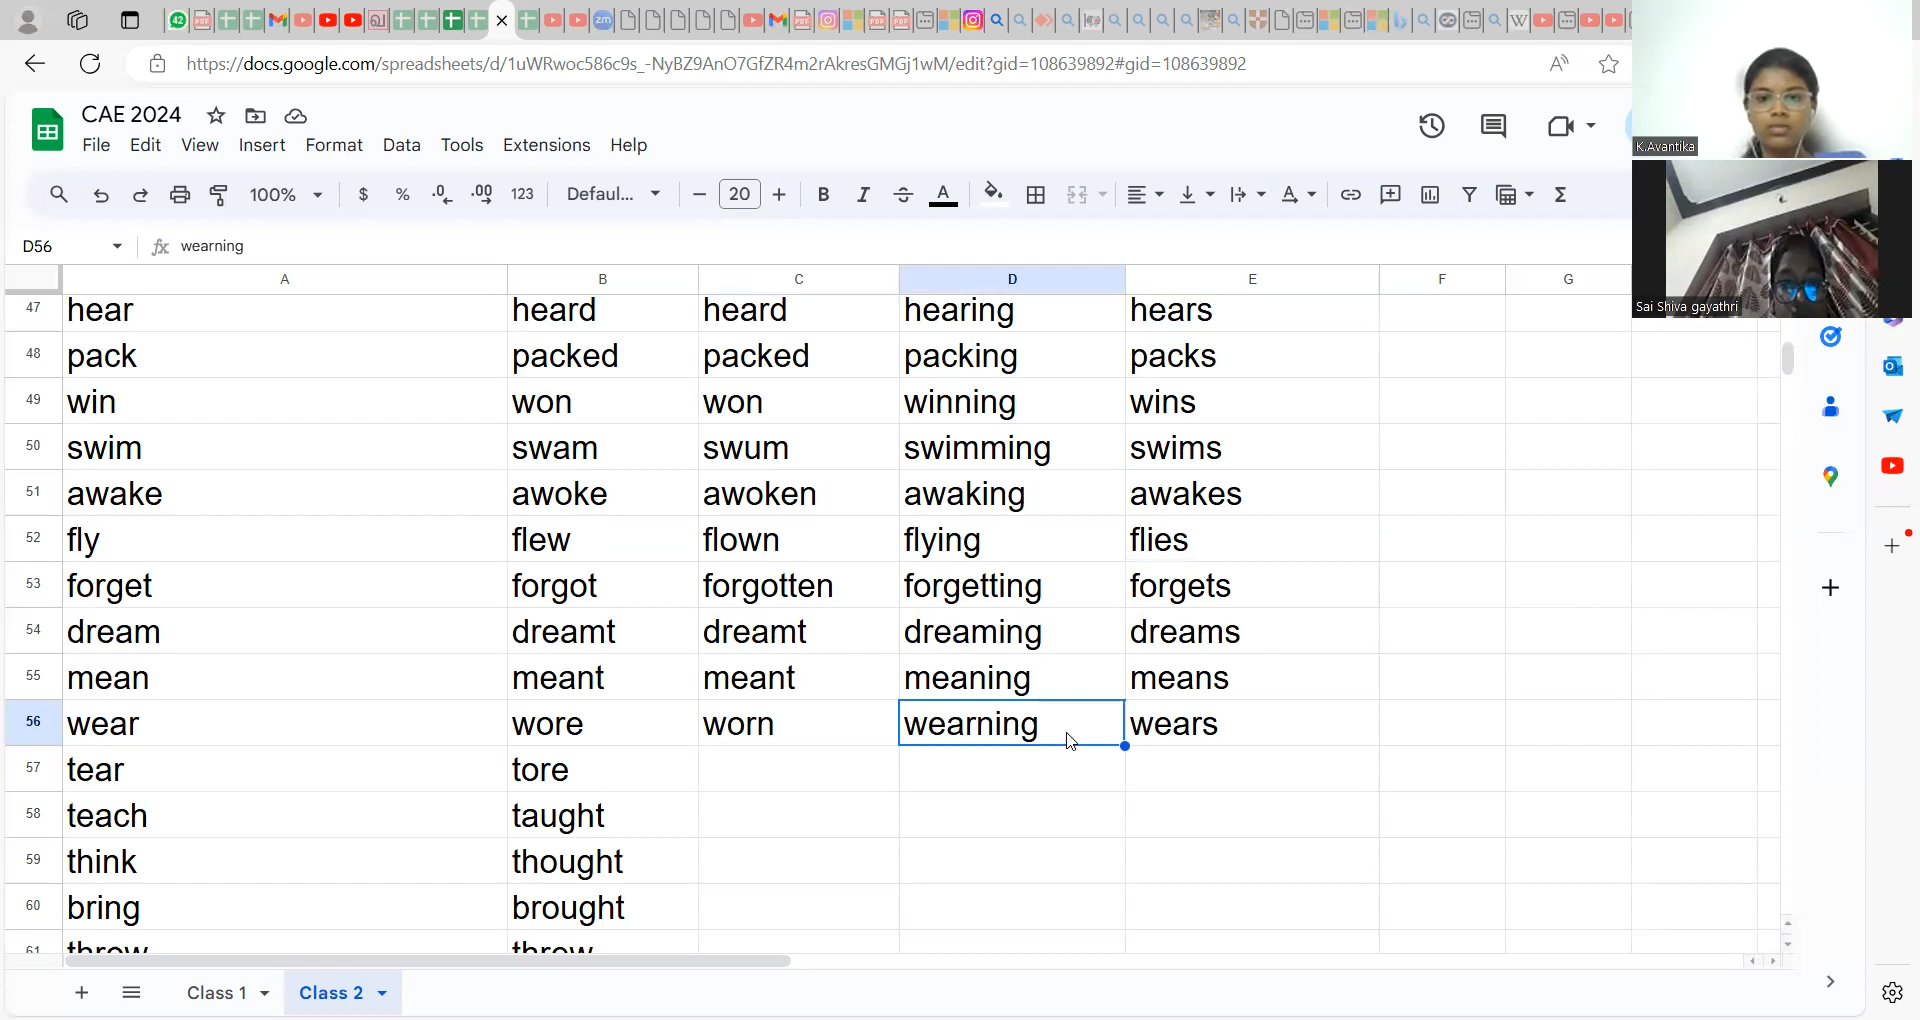 https://docs.google.com/spreadsheets/d/1uWRwoc586c9s_-NyBZ9AnO7GfZR4m2rAkresGMGj1wM/edit?gid=108639892#gid=108639892
CAE 2024
File Edit View Insert Format Data Tools Extensions Help
K.Avantika
100% $ % .0 .00 123 Defaul... 20 B I A
Sai Shiva gayathri
D56 fx wearning
A B C D E F G
47 hear heard heard hearing hears
48 pack packed packed packing packs
49 win won won winning wins
50 swim swam swum swimming swims
51 awake awoke awoken awaking awakes
52 fly flew flown flying flies
53 forget forgot forgotten forgetting forgets
54 dream dreamt dreamt dreaming dreams
55 mean meant meant meaning means
56 wear wore worn wearning wears
57 tear tore
58 teach taught
59 think thought
60 bring brought
61 throw threw
Class 1 Class 2